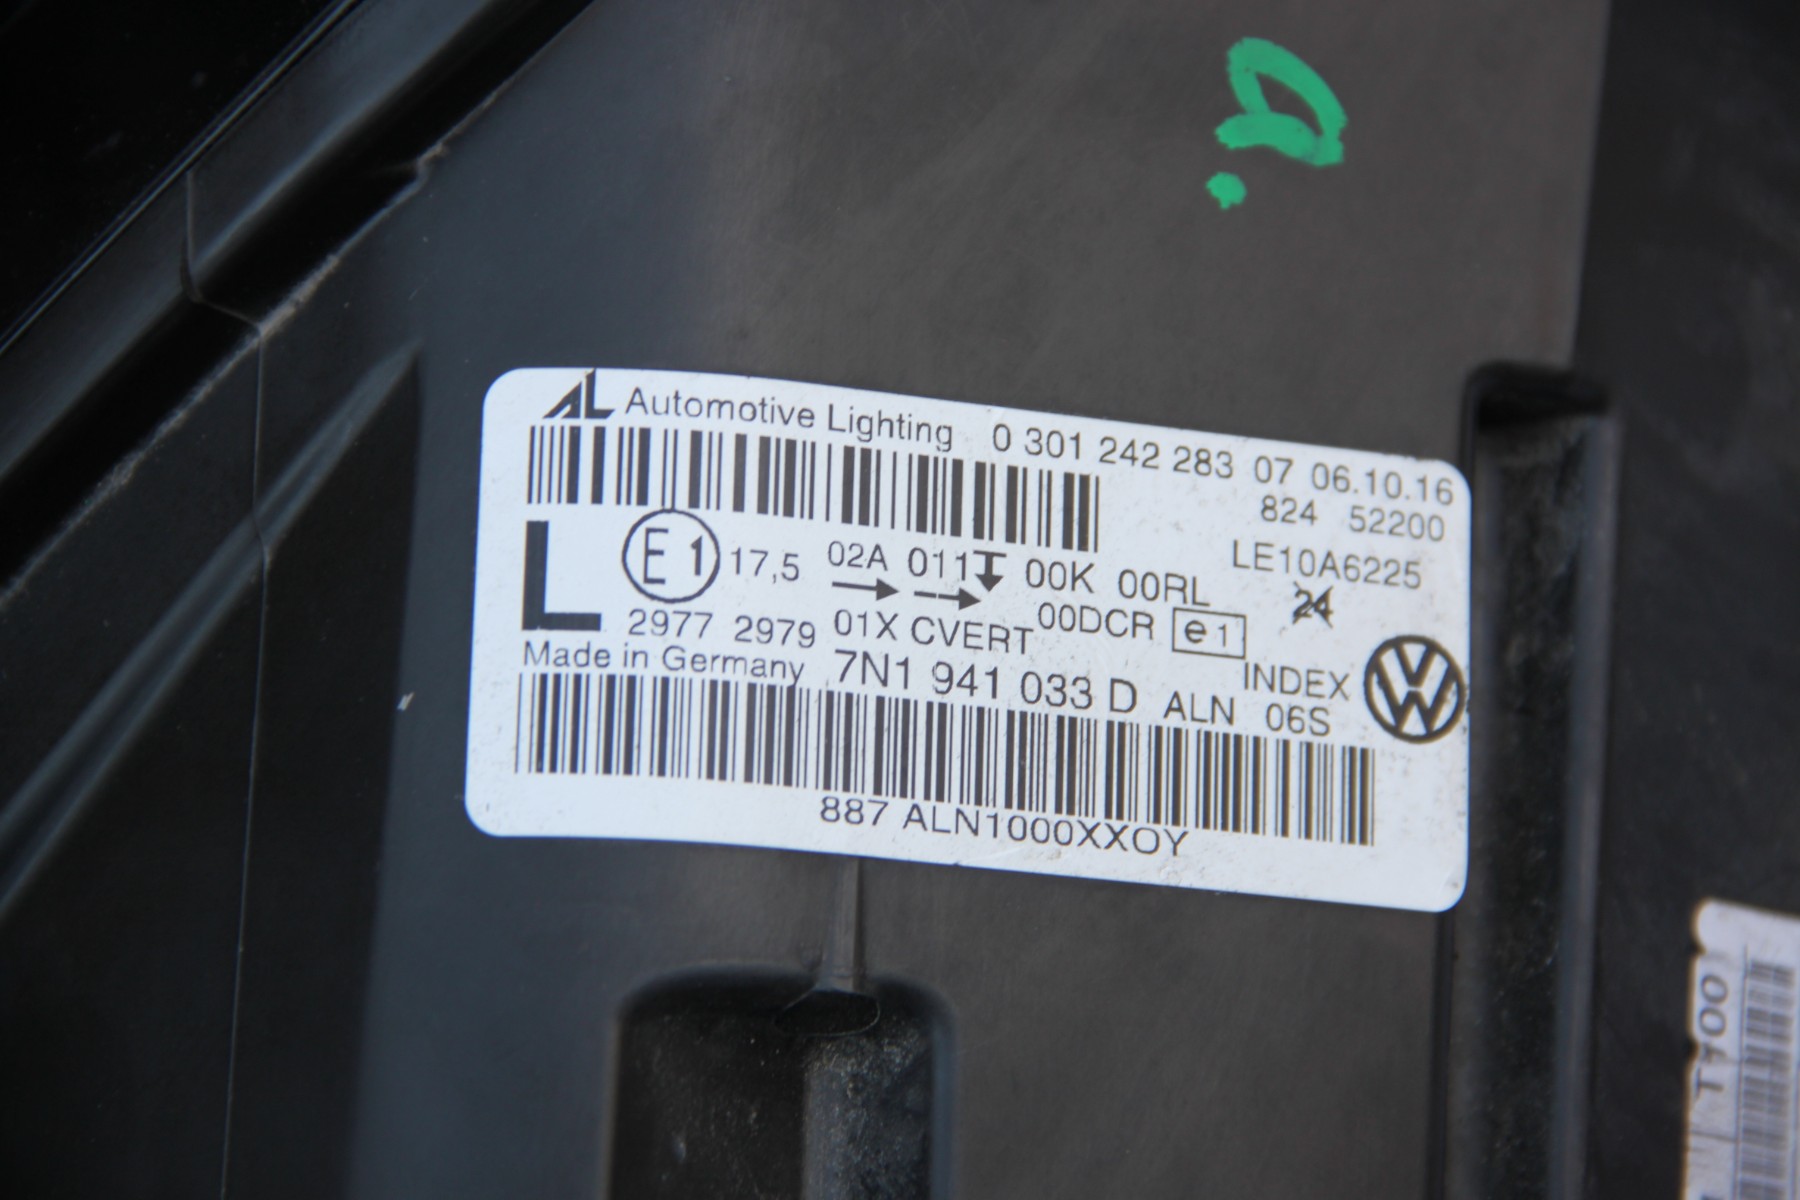 AL Automotive Lighting 0 301 242 283 07 06.10.16
824 52200
L E1 17,5 02A 011 00K 00RL LE10A6225
24
2977 2979 01X CVERT 00DCR e1
Made in Germany 7N1 941 033 D ALN INDEX 06S VW
887 ALN1000XXOY